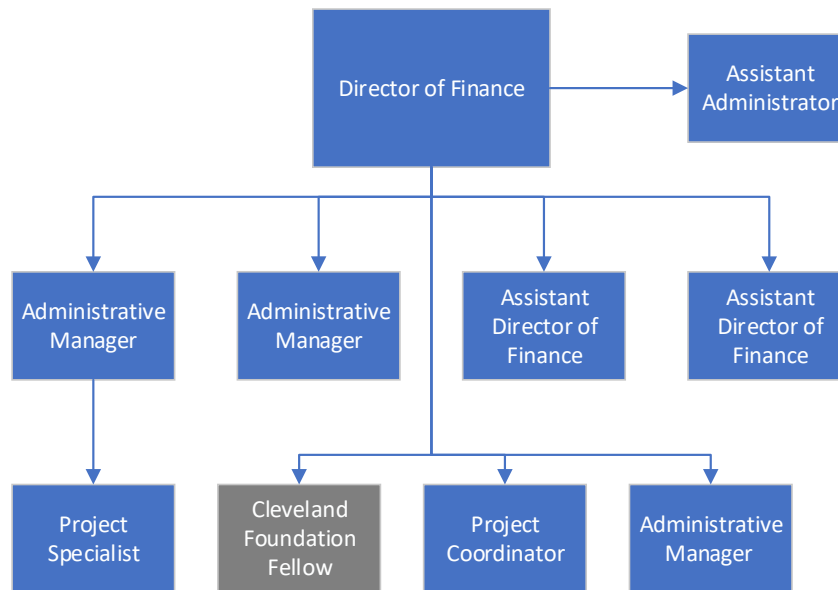 Director of Finance
Assistant
Administrator
Administrative
Manager
Administrative
Manager
Assistant
Director of
Finance
Assistant
Director of
Finance
Project
Specialist
Cleveland
Foundation
Fellow
Project
Coordinator
Administrative
Manager